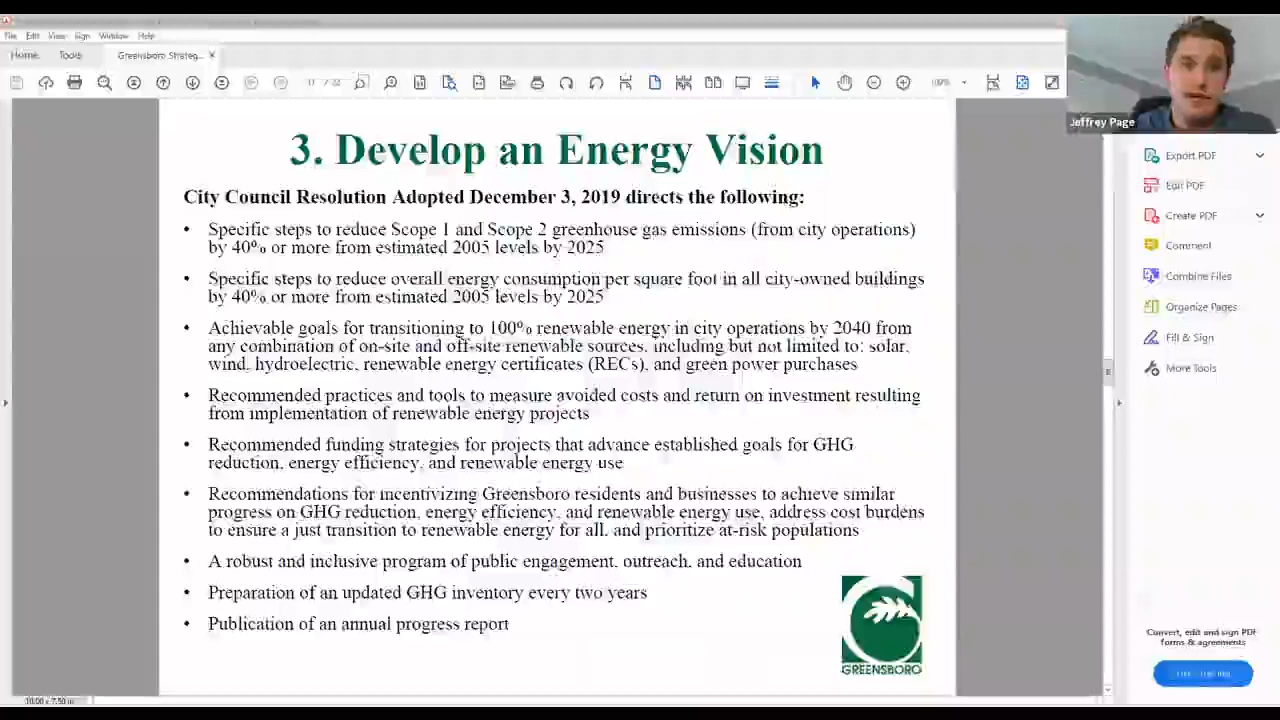 File Edit View Sign Window Help
Home Tools Greensboro Strateg... ×
Jeffrey Page
3. Develop an Energy Vision
City Council Resolution Adopted December 3, 2019 directs the following:
• Specific steps to reduce Scope 1 and Scope 2 greenhouse gas emissions (from city operations)
by 40% or more from estimated 2005 levels by 2025
• Specific steps to reduce overall energy consumption per square foot in all city-owned buildings
by 40% or more from estimated 2005 levels by 2025
• Achievable goals for transitioning to 100% renewable energy in city operations by 2040 from
any combination of on-site and off-site renewable sources, including but not limited to: solar,
wind, hydroelectric, renewable energy certificates (RECs), and green power purchases
• Recommended practices and tools to measure avoided costs and return on investment resulting
from implementation of renewable energy projects
• Recommended funding strategies for projects that advance established goals for GHG
reduction, energy efficiency, and renewable energy use
• Recommendations for incentivizing Greensboro residents and businesses to achieve similar
progress on GHG reduction, energy efficiency, and renewable energy use, address cost burdens
to ensure a just transition to renewable energy for all, and prioritize at-risk populations
• A robust and inclusive program of public engagement, outreach, and education
• Preparation of an updated GHG inventory every two years
• Publication of an annual progress report
GREENSBORO
Export PDF
Edit PDF
Create PDF
Comment
Combine Files
Organize Pages
Fill & Sign
More Tools
Convert, edit and sign PDF
forms & agreements
10.00 x 7.50 in